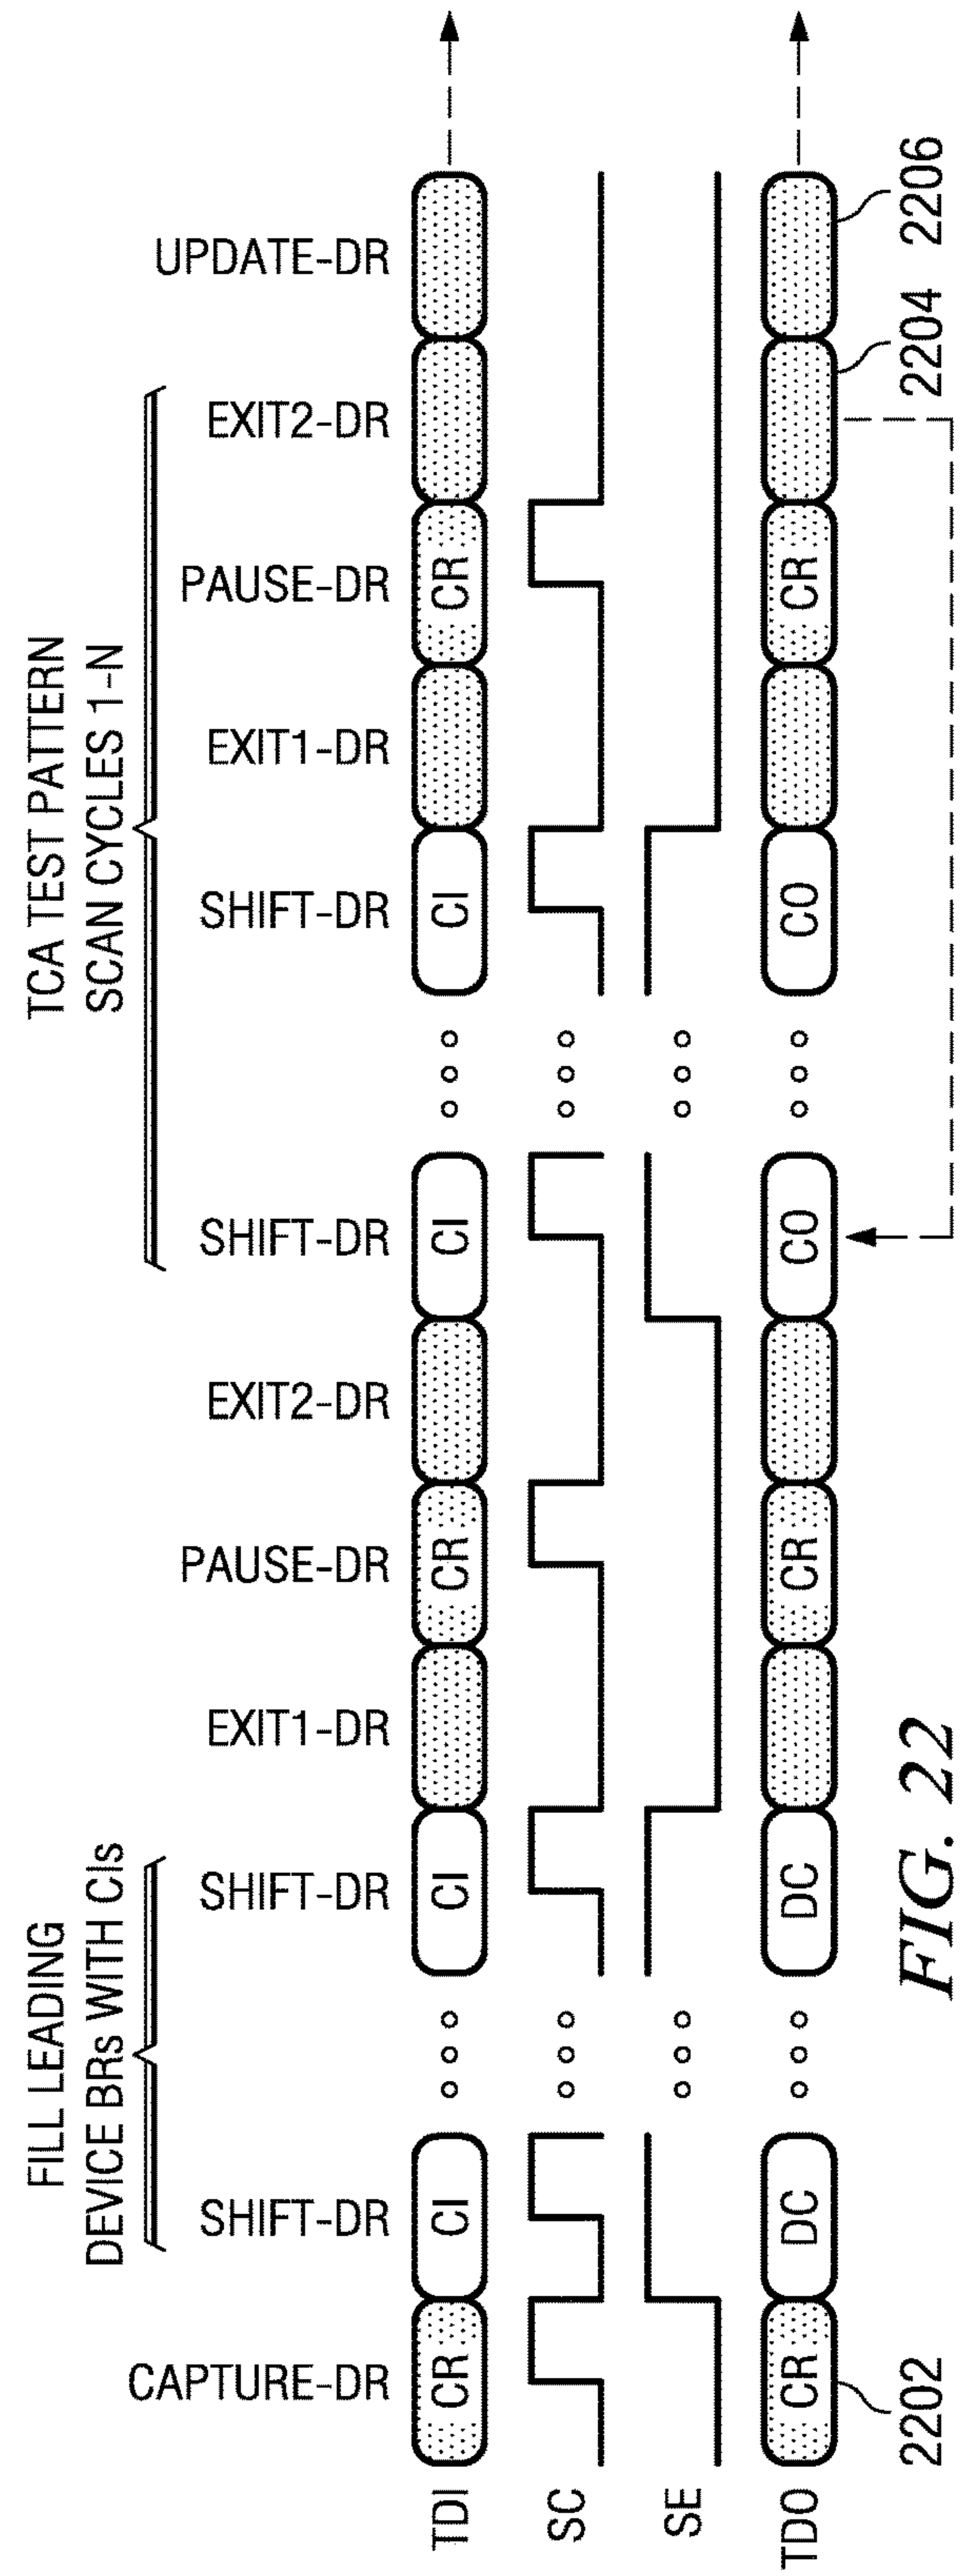 FILL LEADING
DEVICE BRs WITH CIs
TCA TEST PATTERN
SCAN CYCLES 1-N
CAPTURE-DR SHIFT-DR SHIFT-DR EXIT1-DR PAUSE-DR EXIT2-DR SHIFT-DR SHIFT-DR EXIT1-DR PAUSE-DR EXIT2-DR UPDATE-DR
TDI CR CI CI CR CI CI CR
SC
SE
TDO CR DC DC CR CO CO CR
2202 2204 2206
FIG. 22